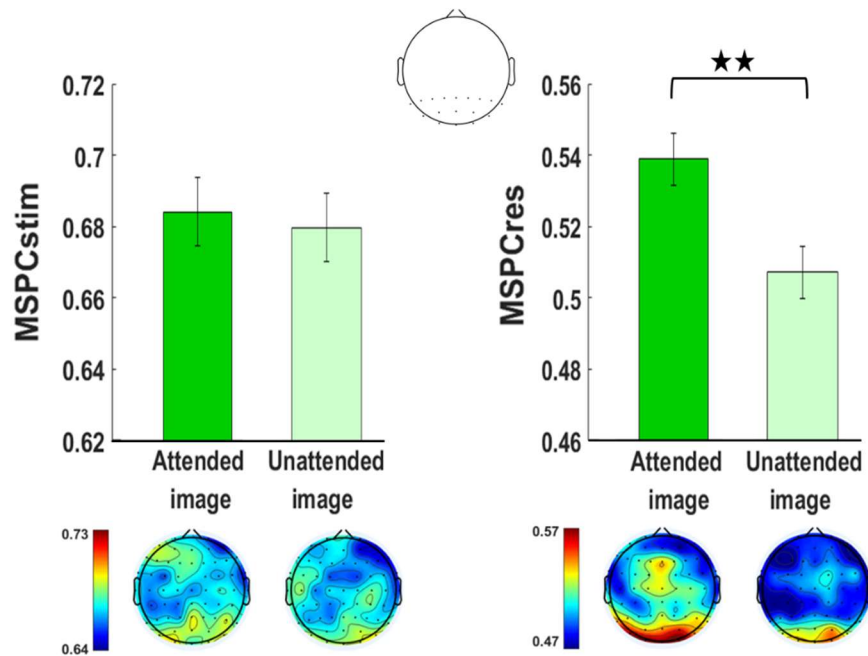 MSPCstim
0.72
0.7
0.68
0.66
0.64
0.62
Attended Unattended
image image
0.73
0.64
★★
MSPCres
0.56
0.54
0.52
0.5
0.48
0.46
Attended Unattended
image image
0.57
0.47